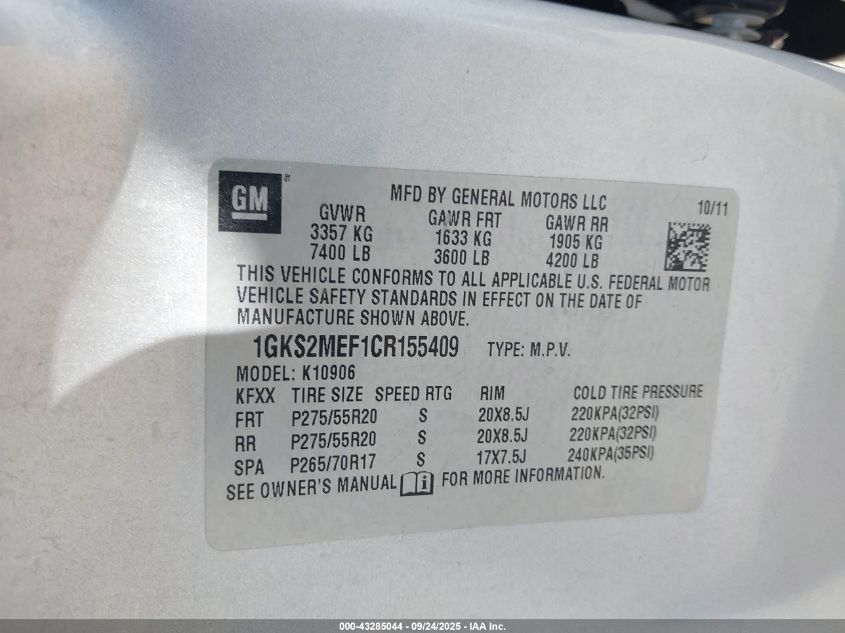 GM ®
MFD BY GENERAL MOTORS LLC 10/11
GVWR GAWR FRT GAWR RR
3357 KG 1633 KG 1905 KG
7400 LB 3600 LB 4200 LB
THIS VEHICLE CONFORMS TO ALL APPLICABLE U.S. FEDERAL MOTOR
VEHICLE SAFETY STANDARDS IN EFFECT ON THE DATE OF
MANUFACTURE SHOWN ABOVE.
1GKS2MEF1CR155409 TYPE: M.P.V.
MODEL: K10906
KFXX TIRE SIZE SPEED RTG RIM COLD TIRE PRESSURE
FRT P275/55R20 S 20X8.5J 220KPA(32PSI)
RR P275/55R20 S 20X8.5J 220KPA(32PSI)
SPA P265/70R17 S 17X7.5J 240KPA(35PSI)
SEE OWNER'S MANUAL i FOR MORE INFORMATION.
000-43285044 - 09/24/2025 - IAA Inc.